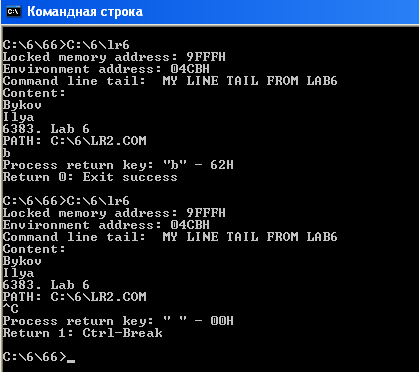 Командная строка
C:\6\66>C:\6\lr6
Locked memory address: 9FFFH
Environment address: 04CBH
Command line tail:  MY LINE TAIL FROM LAB6
Content:
Bykov
Ilya
6383. Lab 6
PATH: C:\6\LR2.COM
b
Process return key: "b" - 62H
Return 0: Exit success
C:\6\66>C:\6\lr6
Locked memory address: 9FFFH
Environment address: 04CBH
Command line tail:  MY LINE TAIL FROM LAB6
Content:
Bykov
Ilya
6383. Lab 6
PATH: C:\6\LR2.COM
^C
Process return key: " " - 00H
Return 1: Ctrl-Break
C:\6\66>_